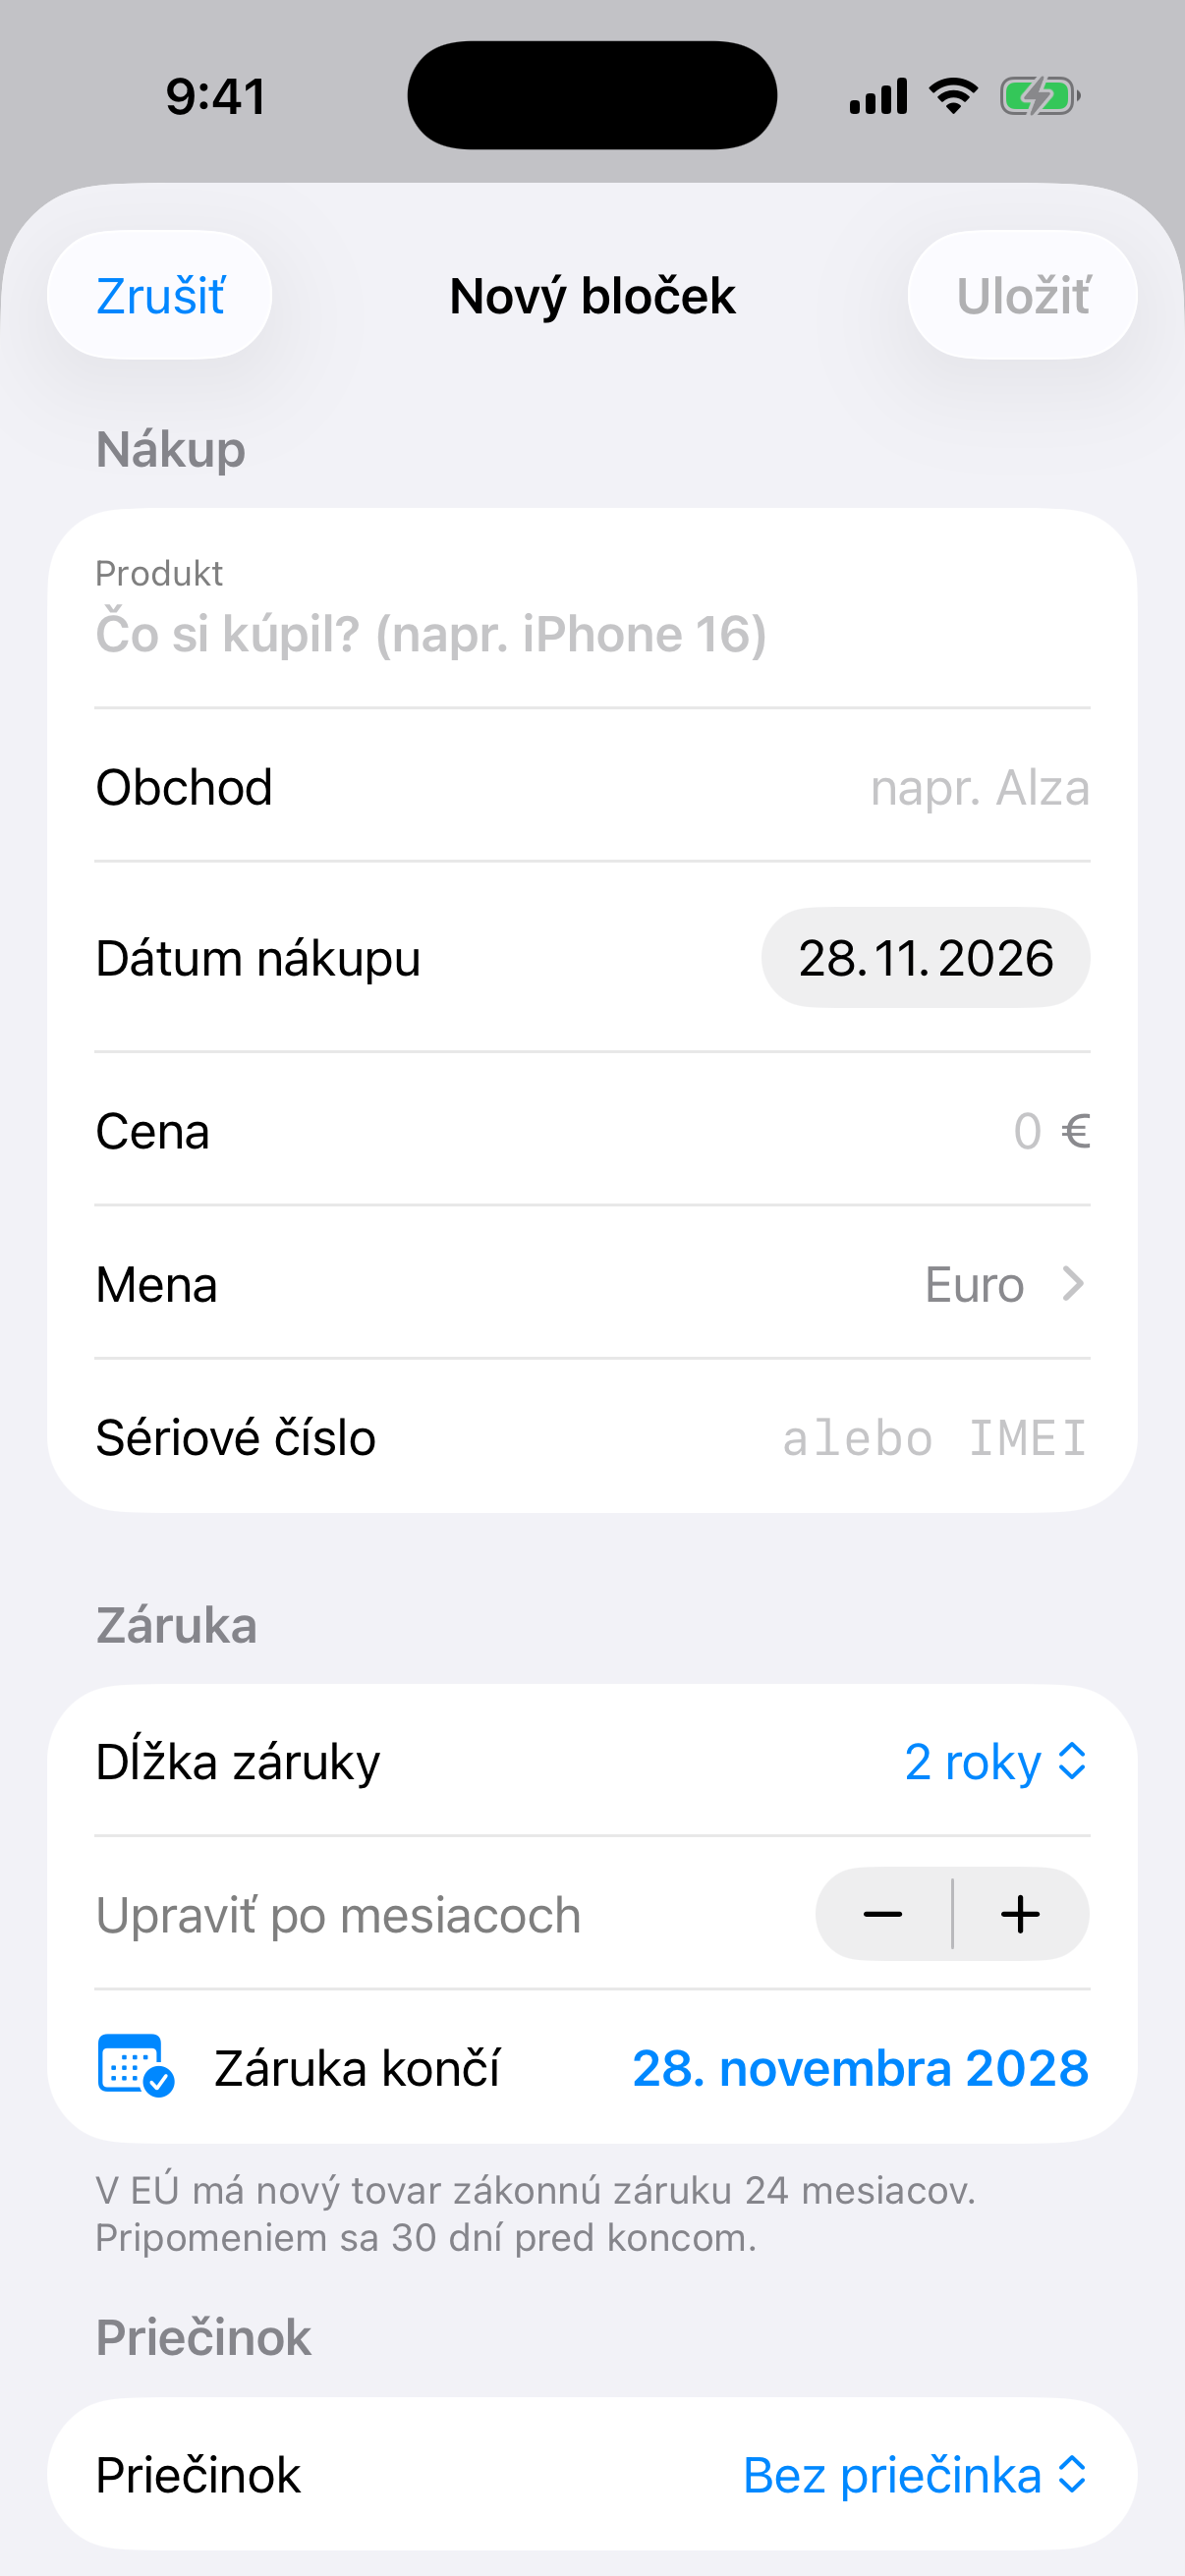 9:41
Zrušiť
Nový bloček
Uložiť
Nákup
Produkt
Čo si kúpil? (napr. iPhone 16)
Obchod
napr. Alza
Dátum nákupu
28. 11. 2026
Cena
0 €
Mena
Euro
Sériové číslo
alebo IMEI
Záruka
Dĺžka záruky
2 roky
Upraviť po mesiacoch
Záruka končí
28. novembra 2028
V EÚ má nový tovar zákonnú záruku 24 mesiacov.
Pripomeniem sa 30 dní pred koncom.
Priečinok
Priečinok
Bez priečinka